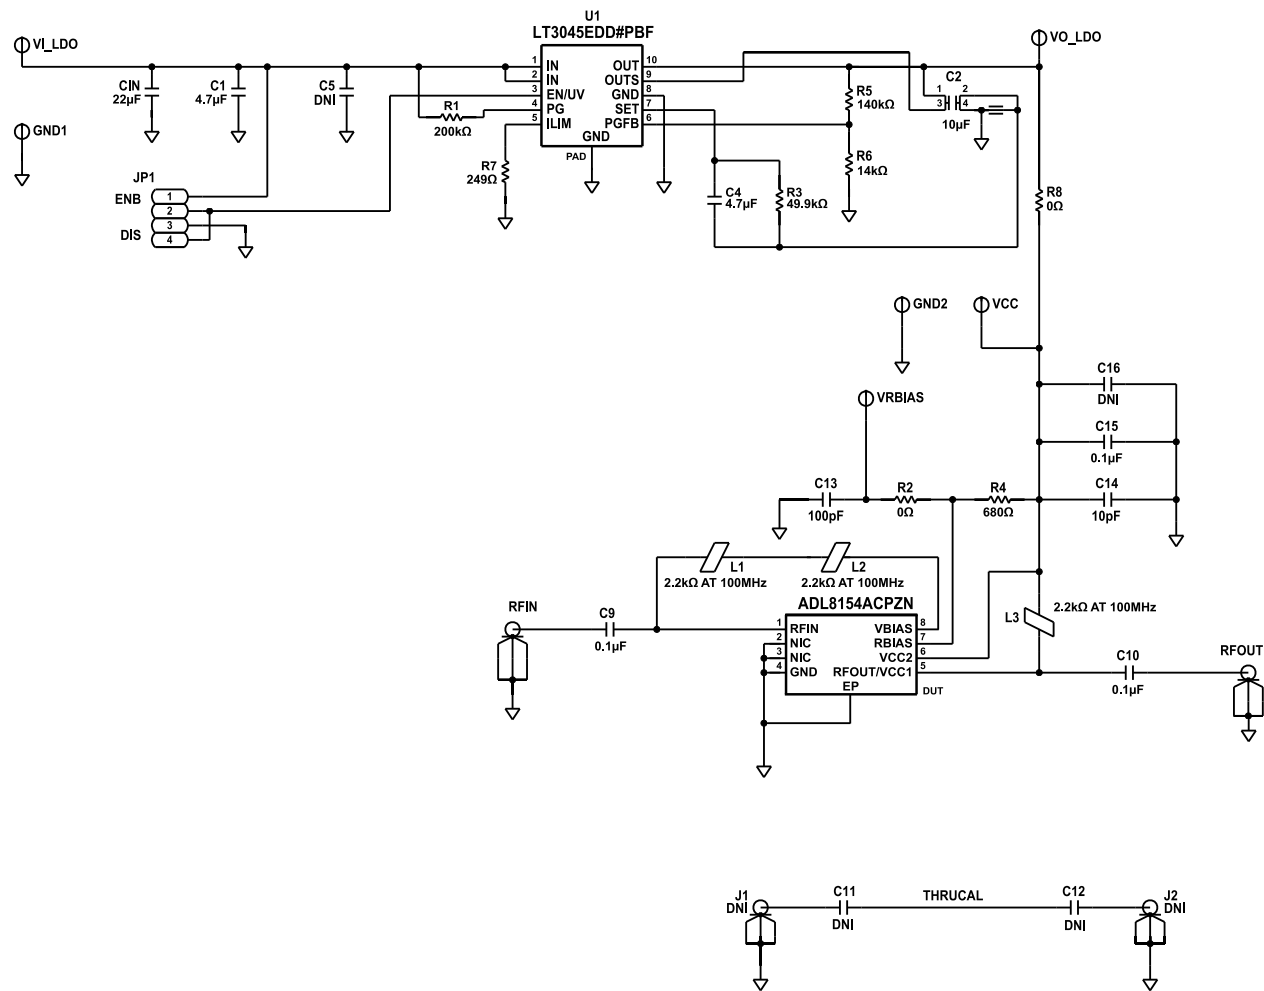 U1
LT3045EDD#PBF
VI_LDO
VO_LDO
CIN
22µF
C1
4.7µF
C5
DNI
R1
200kΩ
1 IN
2 IN
3 EN/UV
4 PG
5 ILIM
OUT 10
OUTS 9
GND 8
SET 7
PGFB 6
GND
PAD
R5
140kΩ
C2
1 2
3 4
10µF
GND1
R7
249Ω
R6
14kΩ
C4
4.7µF
R3
49.9kΩ
R8
0Ω
JP1
ENB
1
2
3
4
DIS
GND2
VCC
VRBIAS
C16
DNI
C15
0.1µF
C13
100pF
R2
0Ω
R4
680Ω
C14
10pF
L1
2.2kΩ AT 100MHz
L2
2.2kΩ AT 100MHz
ADL8154ACPZN
L3
2.2kΩ AT 100MHz
RFIN
C9
0.1µF
1 RFIN
2 NIC
3 NIC
4 GND
VBIAS 8
RBIAS 7
VCC2 6
RFOUT/VCC1 5
EP
DUT
C10
0.1µF
RFOUT
J1
DNI
C11
DNI
THRUCAL
C12
DNI
J2
DNI